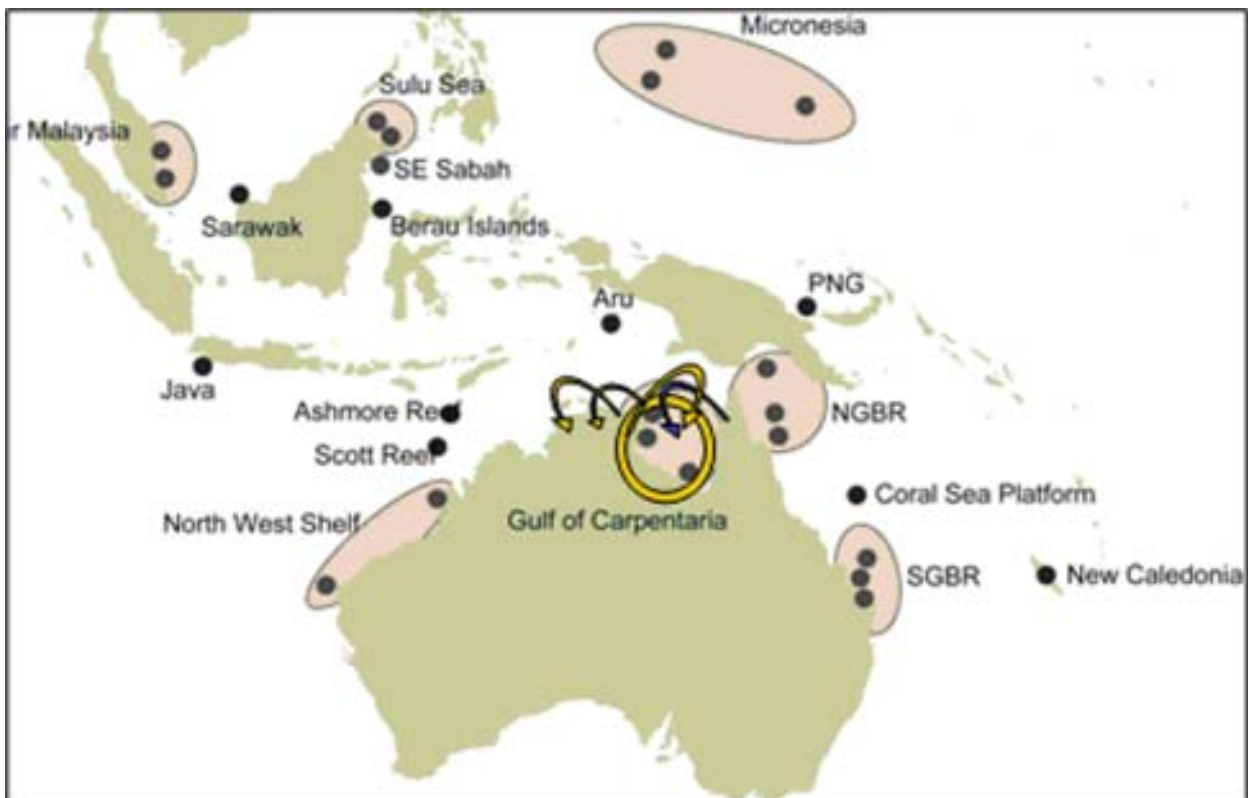 Micronesia
Sulu Sea
r Malaysia
SE Sabah
Sarawak
Berau Islands
PNG
Aru
Java
Ashmore Reef
NGBR
Scott Reef
Coral Sea Platform
North West Shelf
Gulf of Carpentaria
SGBR
New Caledonia